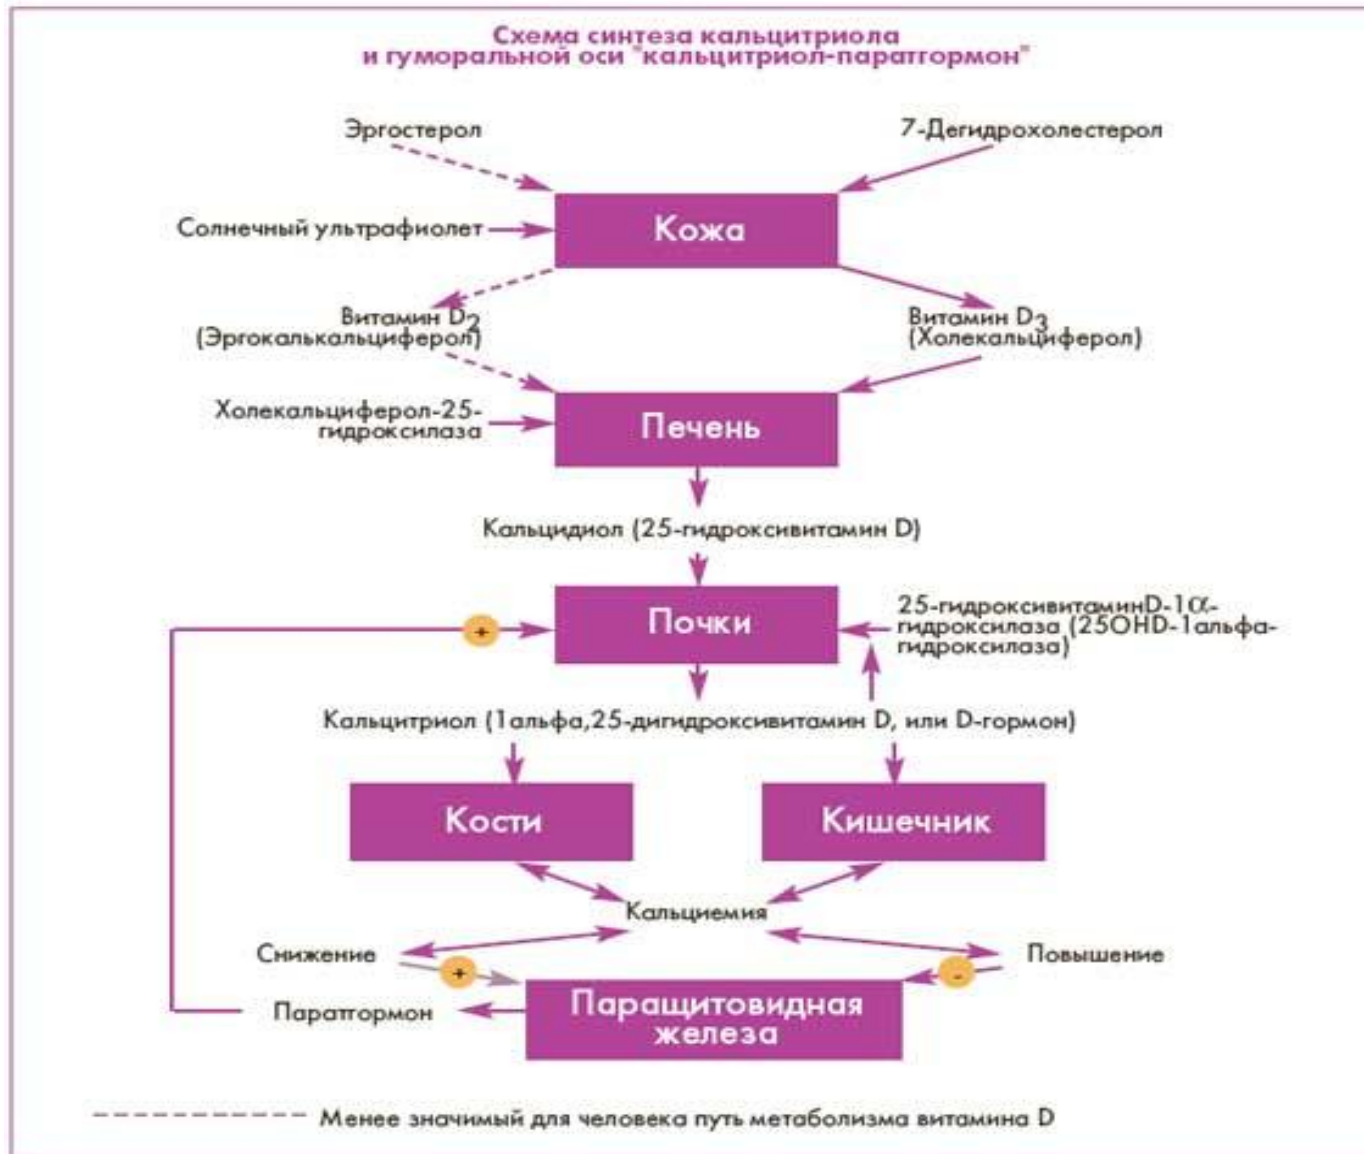 Схема синтеза кальцитриола
и гуморальной оси "кальцитриол-паратгормон"
Эргостерол
7-Дегидрохолестерол
Солнечный ультрафиолет
Кожа
Витамин D2
(Эргокалькальциферол)
Витамин D3
(Холекальциферол)
Холекальциферол-25-
гидроксилаза
Печень
Кальцидиол (25-гидроксивитамин D)
+
Почки
25-гидроксивитаминD-1α-
гидроксилаза (25OHD-1альфа-
гидроксилаза)
Кальцитриол (1альфа,25-дигидроксивитамин D, или D-гормон)
Кости
Кишечник
Кальциемия
Снижение
Повышение
+
-
Паратгормон
Паращитовидная
железа
Менее значимый для человека путь метаболизма витамина D